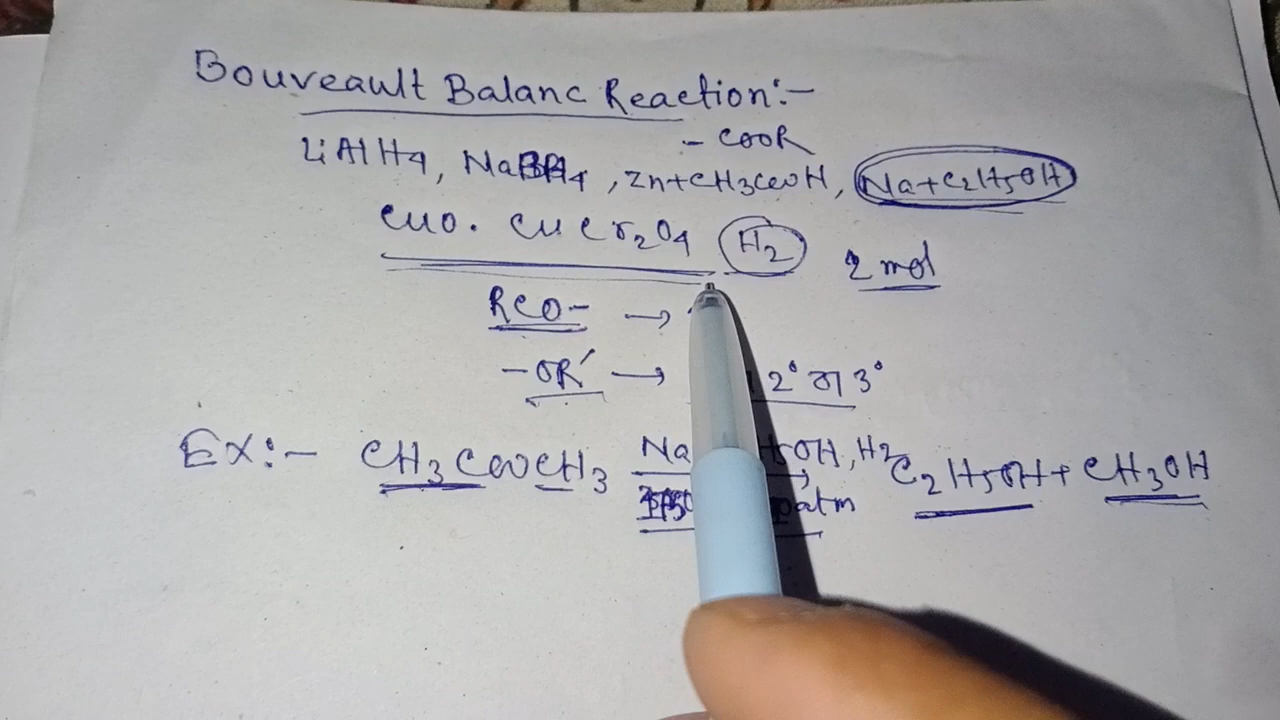 Bouveault Balanc Reaction:-
- COOR
LiAlH4, NaBH4, Zn+CH3COOH, Na+C2H5OH
CuO. CuCr2O4 H2 2 mol
RCO- →
-OR' → 2° या 3°
Ex:- CH3COOCH3 Na H5OH, H2 C2H5OH + CH3OH
atm